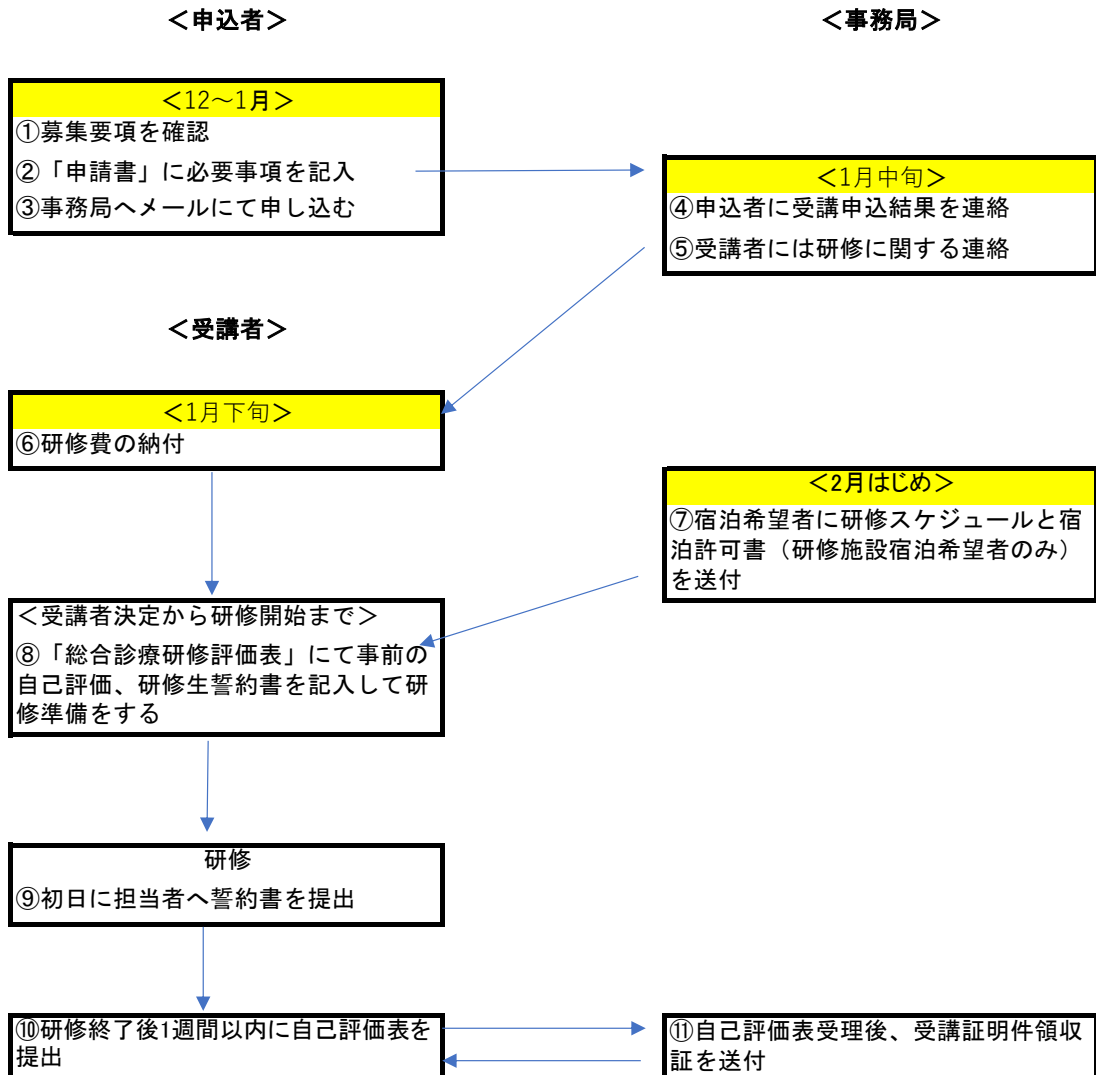 ＜申込者＞
＜事務局＞
＜12～1月＞
①募集要項を確認
②「申請書」に必要事項を記入
③事務局へメールにて申し込む
＜1月中旬＞
④申込者に受講申込結果を連絡
⑤受講者には研修に関する連絡
＜受講者＞
＜1月下旬＞
⑥研修費の納付
＜2月はじめ＞
⑦宿泊希望者に研修スケジュールと宿
泊許可書（研修施設宿泊希望者のみ）
を送付
＜受講者決定から研修開始まで＞
⑧「総合診療研修評価表」にて事前の
自己評価、研修生誓約書を記入して研
修準備をする
研修
⑨初日に担当者へ誓約書を提出
⑩研修終了後1週間以内に自己評価表を
提出
⑪自己評価表受理後、受講証明件領収
証を送付